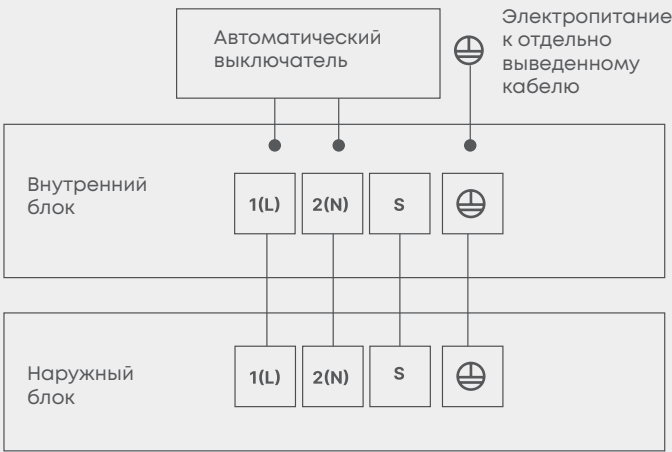 Автоматический
выключатель
Электропитание
к отдельно
выведенному
кабелю
Внутренний
блок
1(L) 2(N) S
Наружный
блок
1(L) 2(N) S